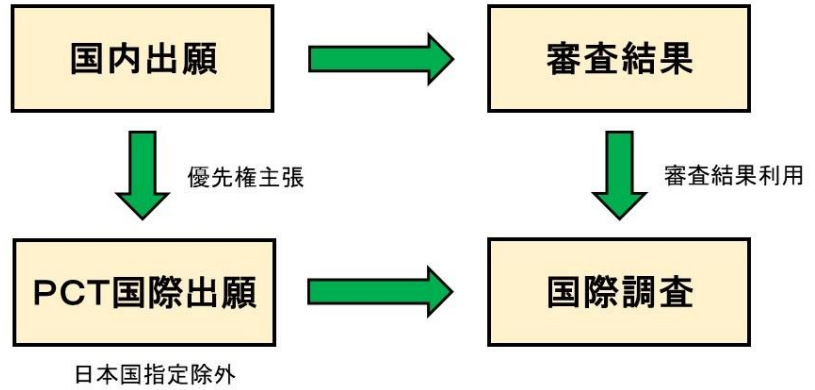 国内出願
審査結果
優先権主張
審査結果利用
PCT国際出願
国際調査
日本国指定除外